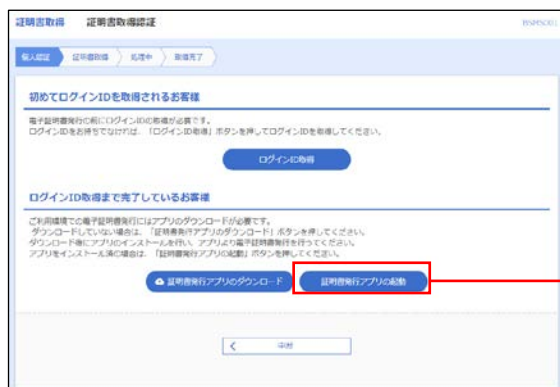 証明書取得 証明書取得認証
BSMS001
個人認証 証明書取得 処理中 取得完了
初めてログインIDを取得されるお客様
電子証明書発行の前にログインIDの取得が必要です。
ログインIDをお持ちでなければ、「ログインID取得」ボタンを押してログインIDを取得してください。
ログインID取得
ログインID取得まで完了しているお客様
ご利用環境での電子証明書発行にはアプリのダウンロードが必要です。
ダウンロードしていない場合は、「証明書発行アプリのダウンロード」ボタンを押してください。
ダウンロード後にアプリのインストールを行い、アプリより電子証明書発行を行ってください。
アプリをインストール済の場合は、「証明書発行アプリの起動」ボタンを押してください。
証明書発行アプリのダウンロード 証明書発行アプリの起動
中断